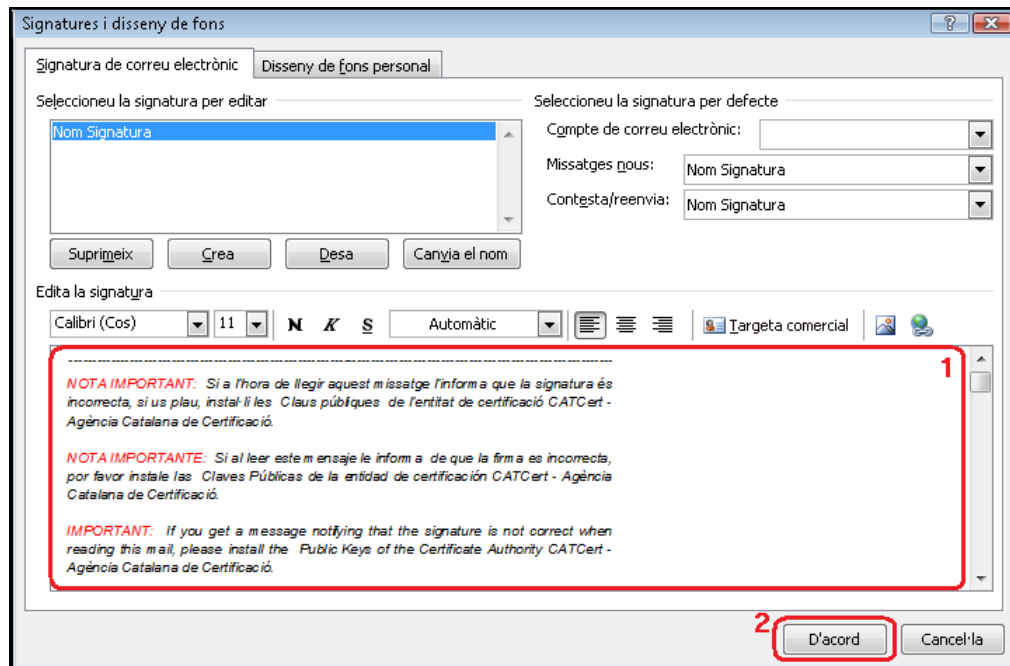 Signatures i disseny de fons
Signatura de correu electrònic Disseny de fons personal
Seleccioneu la signatura per editar
Nom Signatura
Suprimeix Crea Desa Canvia el nom
Seleccioneu la signatura per defecte
Compte de correu electrònic:
Missatges nous: Nom Signatura
Contesta/reenvia: Nom Signatura
Edita la signatura
Calibri (Cos) 11 N K S Automàtic Targeta comercial
1
NOTA IMPORTANT: Si a l'hora de llegir aquest missatge l'informa que la signatura és
incorrecta, si us plau, instal·li les Claus públiques de l'entitat de certificació CATCert -
Agència Catalana de Certificació.
NOTA IMPORTANTE: Si al leer este mensaje le informa de que la firma es incorrecta,
por favor instale las Claves Públicas de la entidad de certificación CATCert - Agència
Catalana de Certificació.
IMPORTANT: If you get a message notifying that the signature is not correct when
reading this mail, please install the Public Keys of the Certificate Authority CATCert -
Agència Catalana de Certificació.
2
D'acord Cancel·la